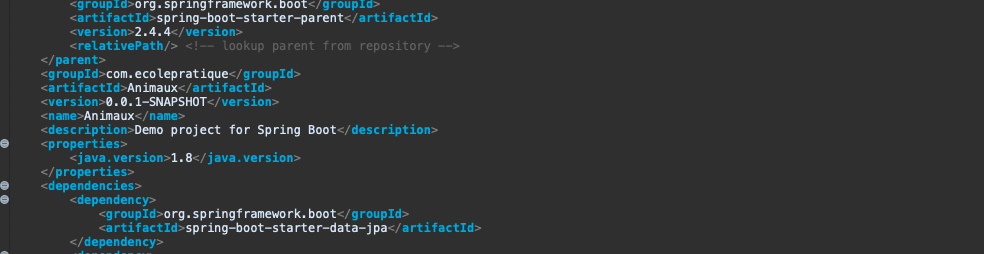 <groupId>org.springframework.boot</groupId>
<artifactId>spring-boot-starter-parent</artifactId>
<version>2.4.4</version>
<relativePath/> <!-- lookup parent from repository -->
</parent>
<groupId>com.ecolepratique</groupId>
<artifactId>Animaux</artifactId>
<version>0.0.1-SNAPSHOT</version>
<name>Animaux</name>
<description>Demo project for Spring Boot</description>
<properties>
<java.version>1.8</java.version>
</properties>
<dependencies>
<dependency>
<groupId>org.springframework.boot</groupId>
<artifactId>spring-boot-starter-data-jpa</artifactId>
</dependency>
<dependency>